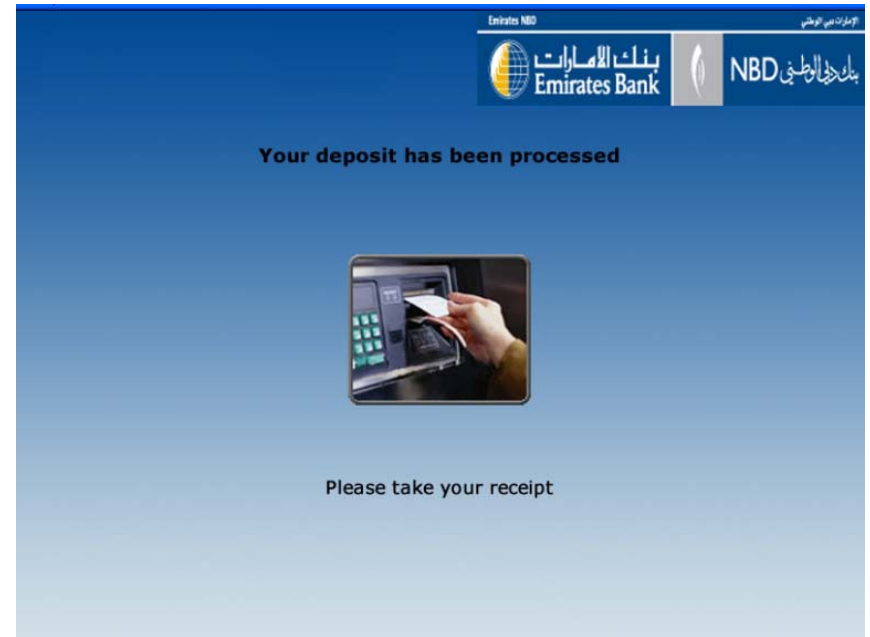 Emirates NBD
الإمارات دبي الوطني
بنك الامارات
Emirates Bank
NBD بنك دبي الوطني
Your deposit has been processed
Please take your receipt